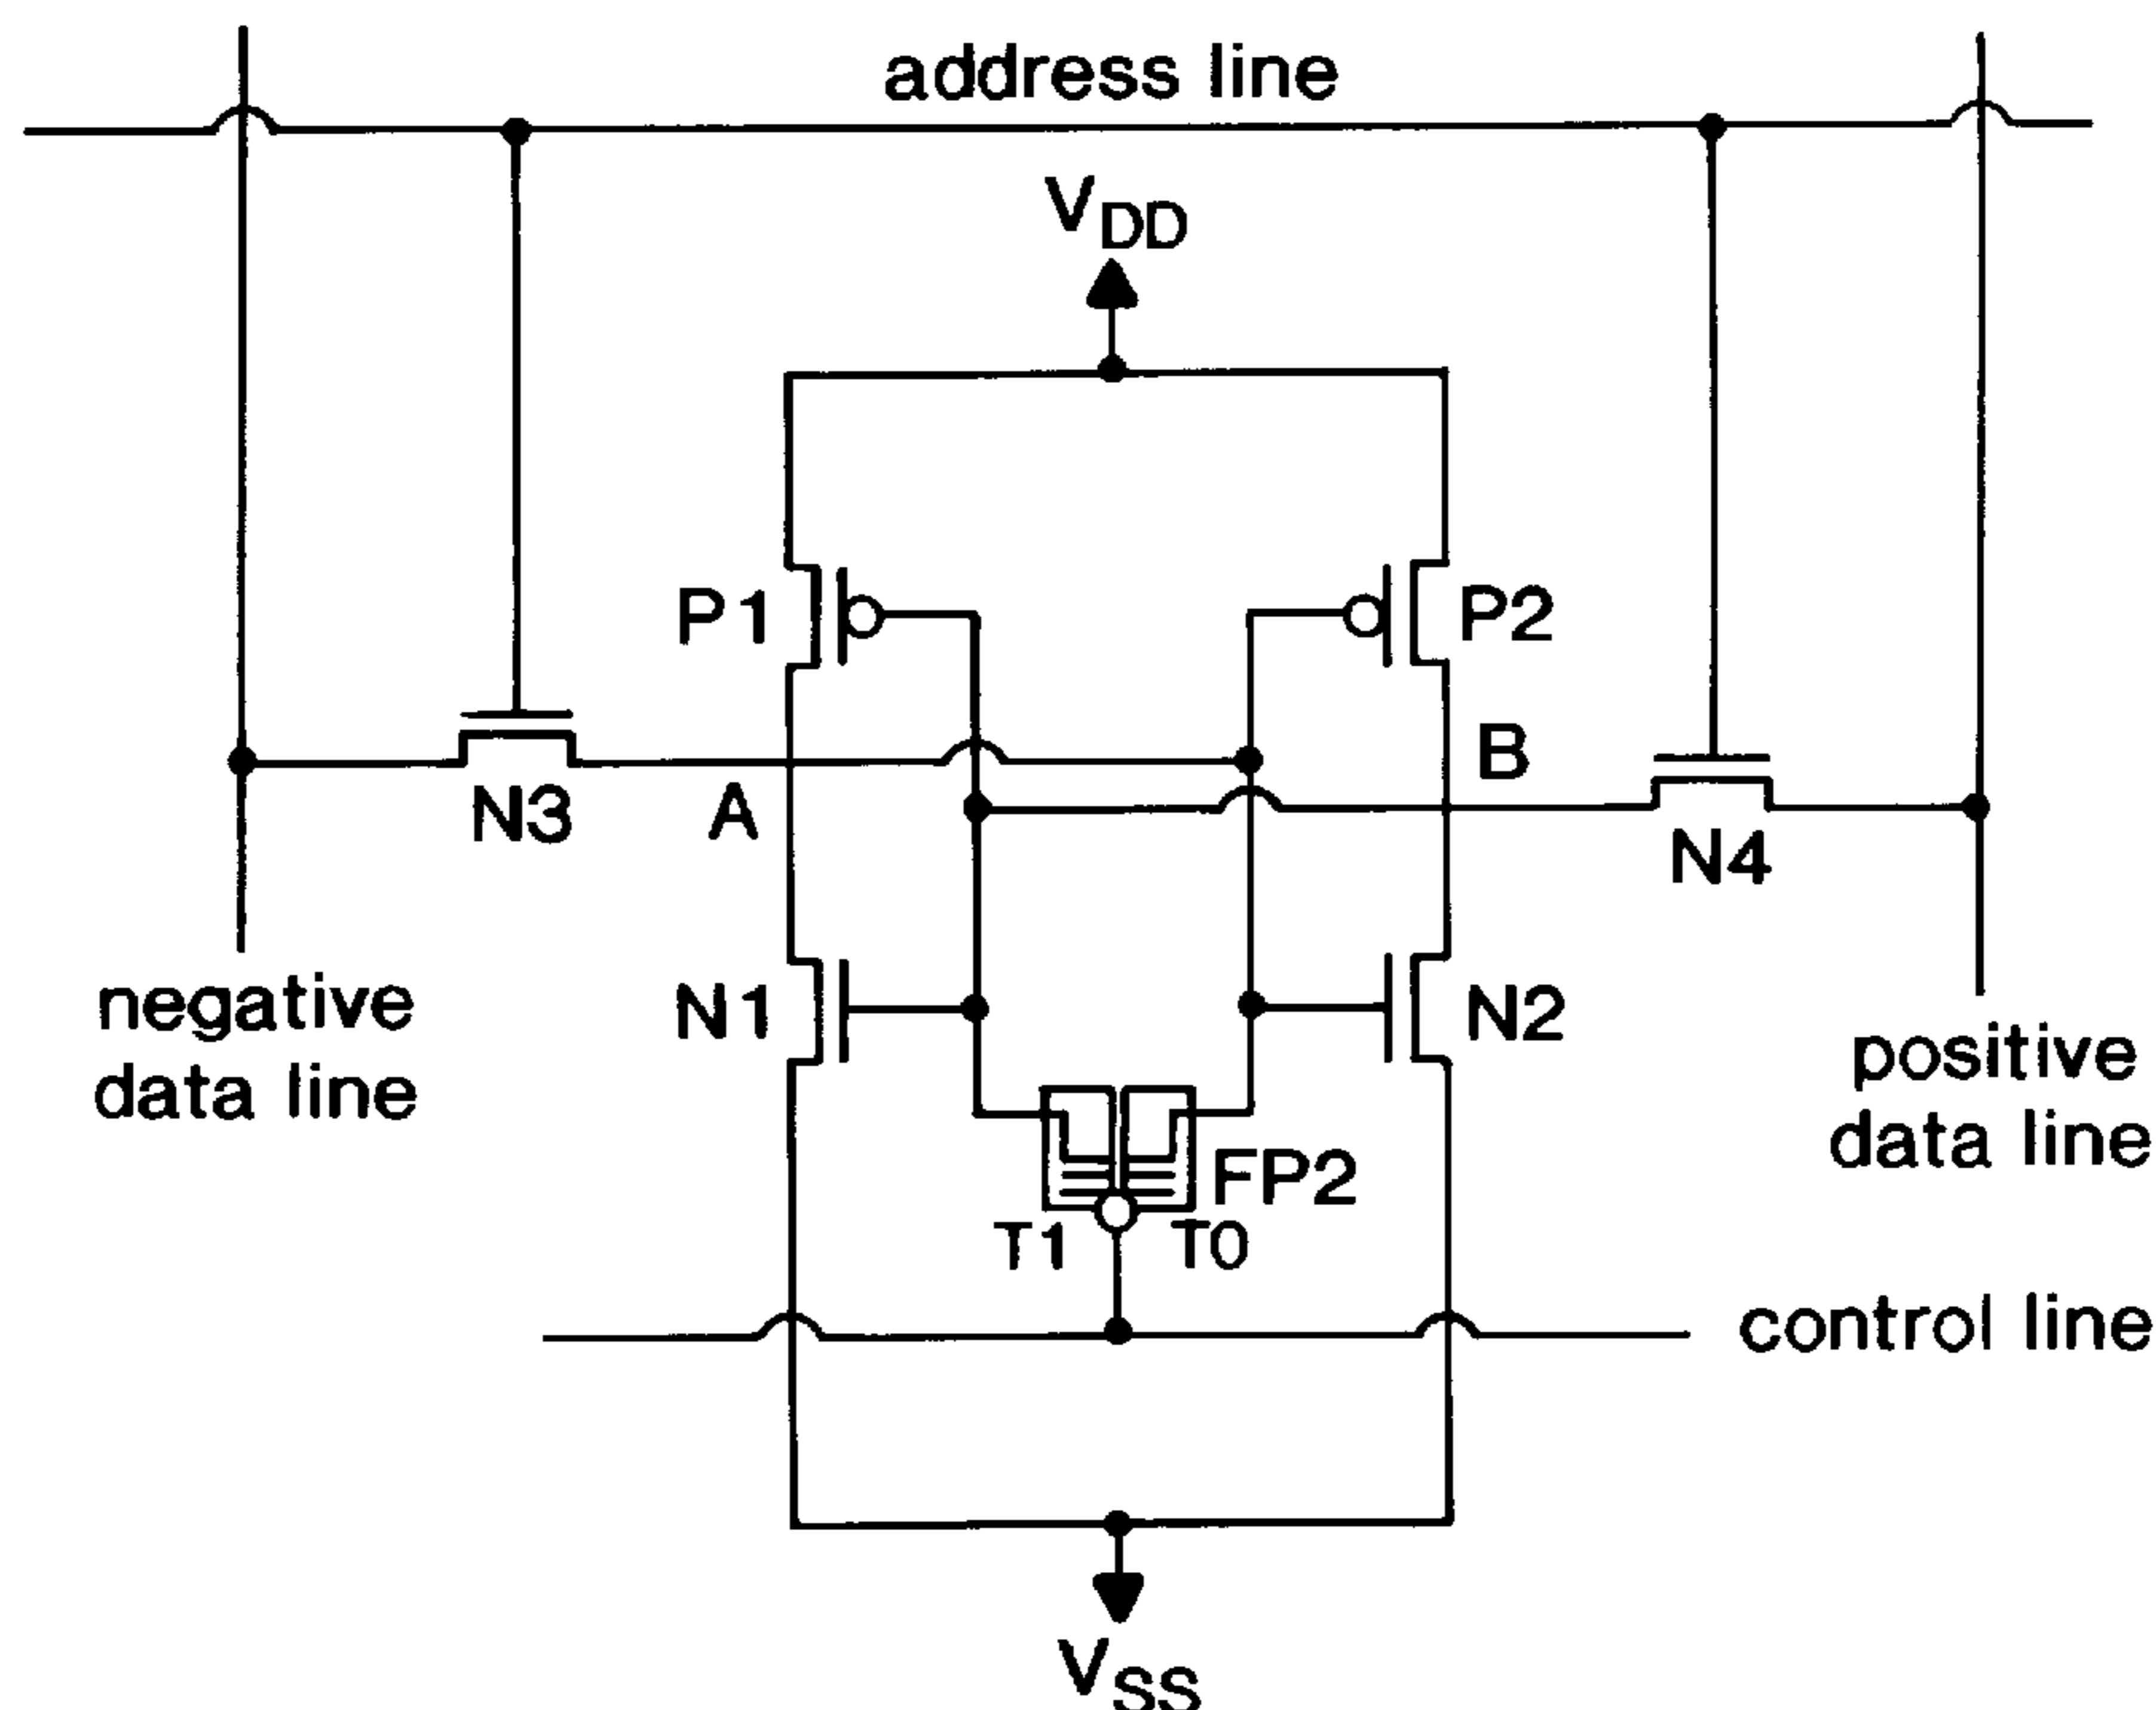 address line
VDD
P1
P2
B
A
N3
N4
N1
N2
negative
data line
positive
data line
FP2
T1
T0
control line
VSS